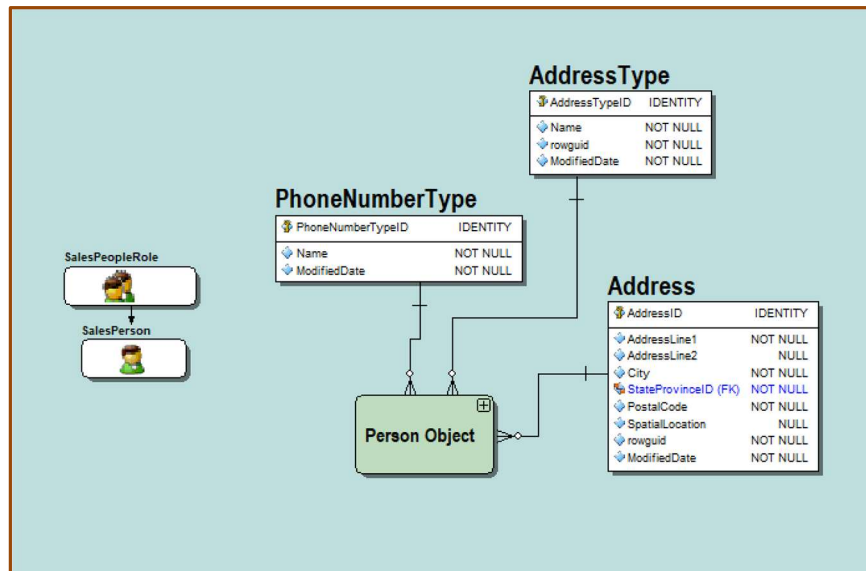 AddressType
AddressTypeID IDENTITY
Name NOT NULL
rowguid NOT NULL
ModifiedDate NOT NULL
PhoneNumberType
PhoneNumberTypeID IDENTITY
Name NOT NULL
ModifiedDate NOT NULL
SalesPeopleRole
SalesPerson
Address
AddressID IDENTITY
AddressLine1 NOT NULL
AddressLine2 NULL
City NOT NULL
StateProvinceID (FK) NOT NULL
PostalCode NOT NULL
SpatialLocation NULL
rowguid NOT NULL
ModifiedDate NOT NULL
Person Object